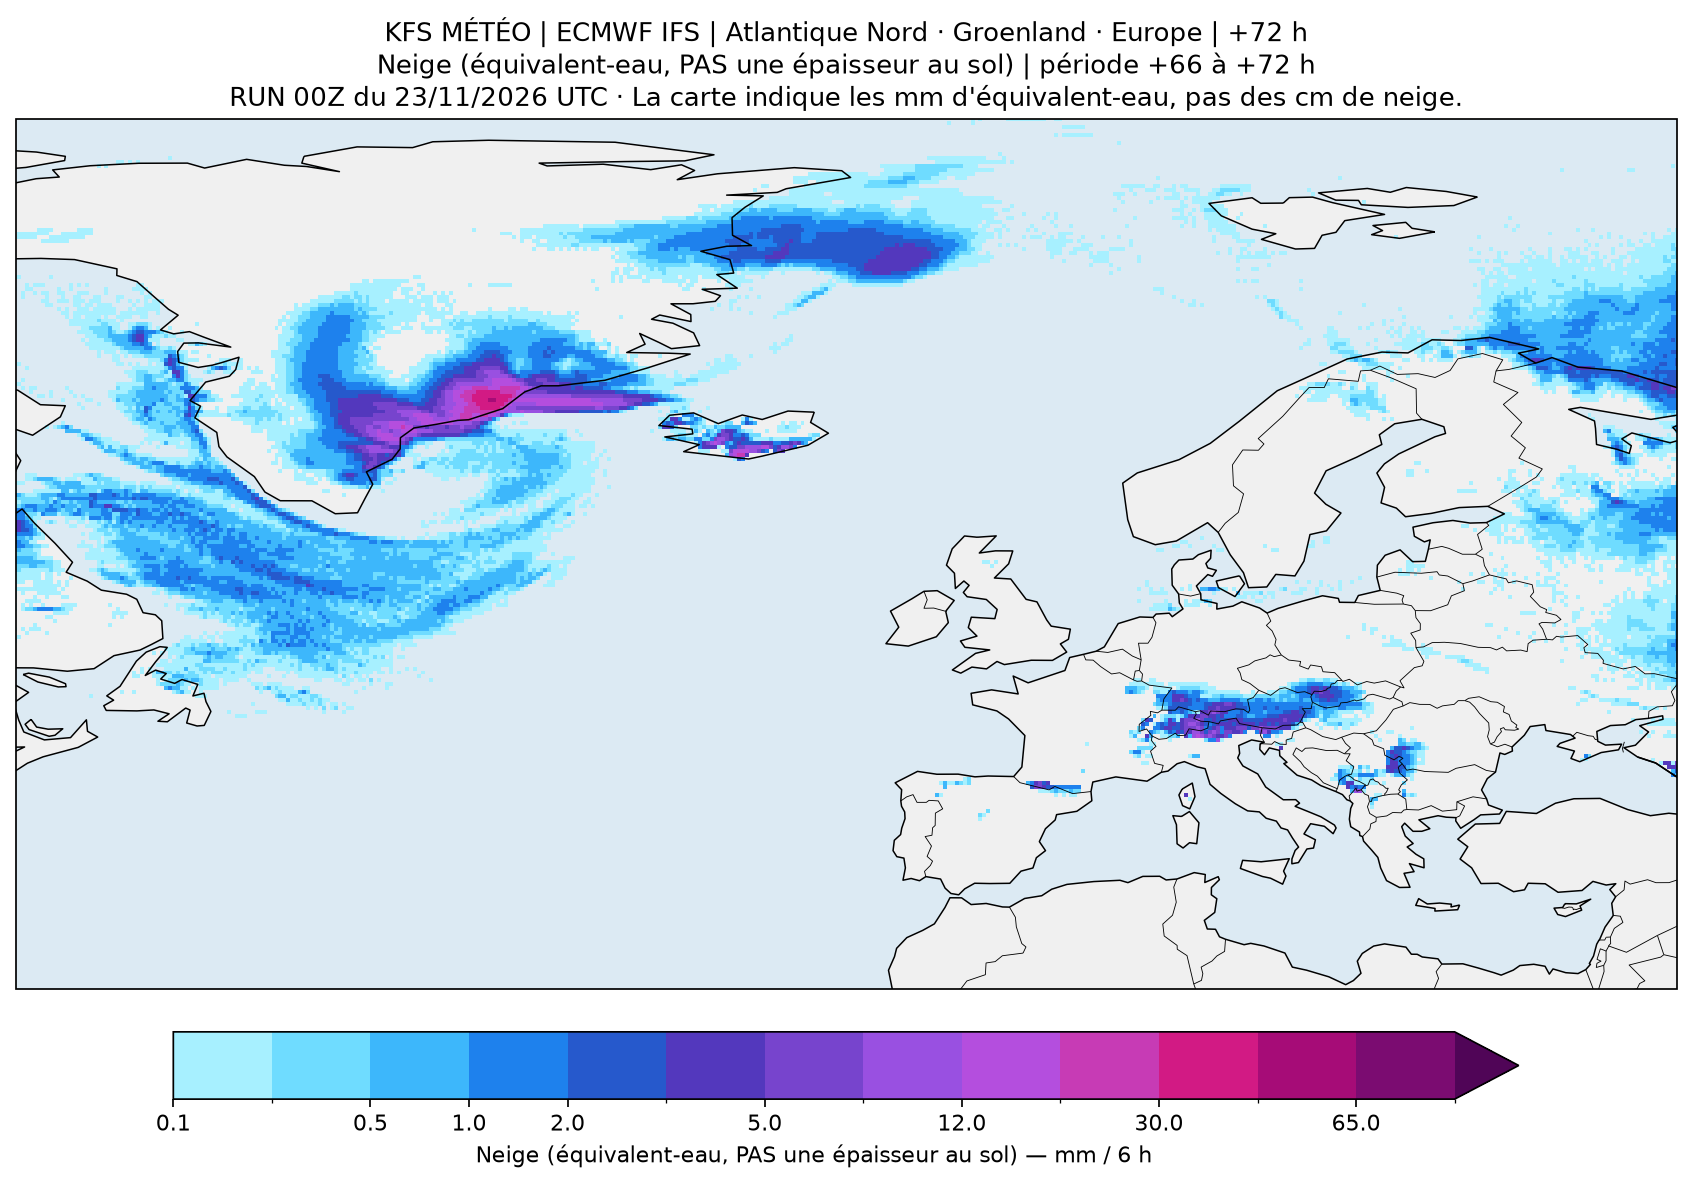 KFS MÉTÉO | ECMWF IFS | Atlantique Nord · Groenland · Europe | +72 h
Neige (équivalent-eau, PAS une épaisseur au sol) | période +66 à +72 h
RUN 00Z du 23/11/2026 UTC · La carte indique les mm d'équivalent-eau, pas des cm de neige.
0.1 0.5 1.0 2.0 5.0 12.0 30.0 65.0
Neige (équivalent-eau, PAS une épaisseur au sol) — mm / 6 h